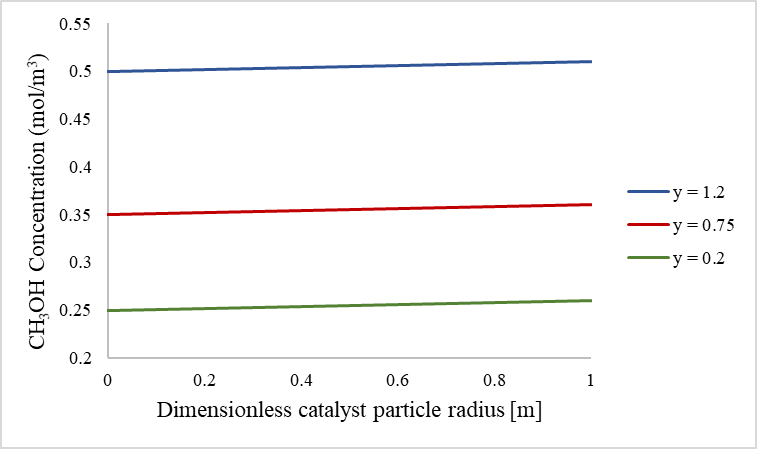 0.55
0.5
0.45
0.4
0.35
0.3
0.25
0.2
CH₃OH Concentration (mol/m³)
0 0.2 0.4 0.6 0.8 1
Dimensionless catalyst particle radius [m]
y = 1.2
y = 0.75
y = 0.2